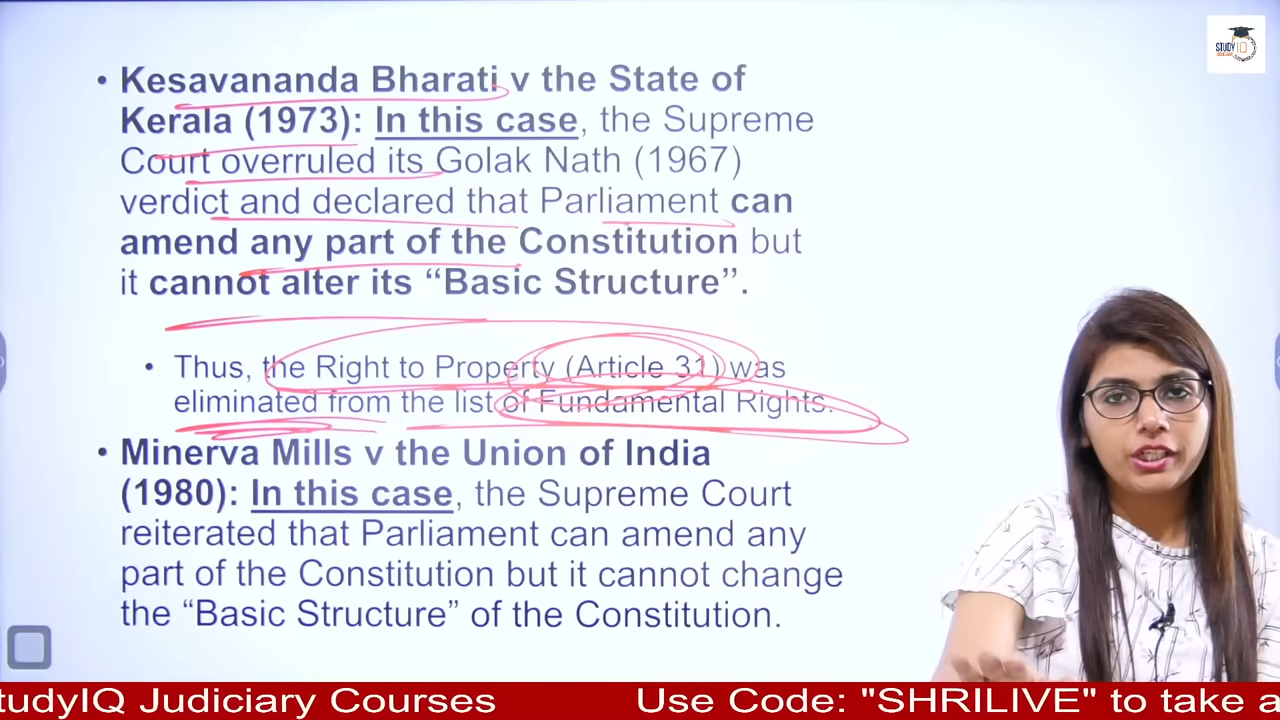 STUDY IQ
• Kesavananda Bharati v the State of
Kerala (1973): In this case, the Supreme
Court overruled its Golak Nath (1967)
verdict and declared that Parliament can
amend any part of the Constitution but
it cannot alter its “Basic Structure”.
• Thus, the Right to Property (Article 31) was
eliminated from the list of Fundamental Rights.
• Minerva Mills v the Union of India
(1980): In this case, the Supreme Court
reiterated that Parliament can amend any
part of the Constitution but it cannot change
the “Basic Structure” of the Constitution.
tudyIQ Judiciary Courses Use Code: "SHRILIVE" to take a